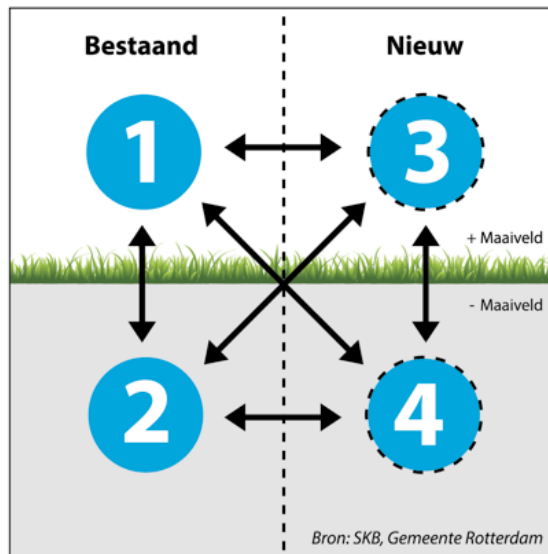 Bestaand
Nieuw
1
3
+ Maaiveld
- Maaiveld
2
4
Bron: SKB, Gemeente Rotterdam